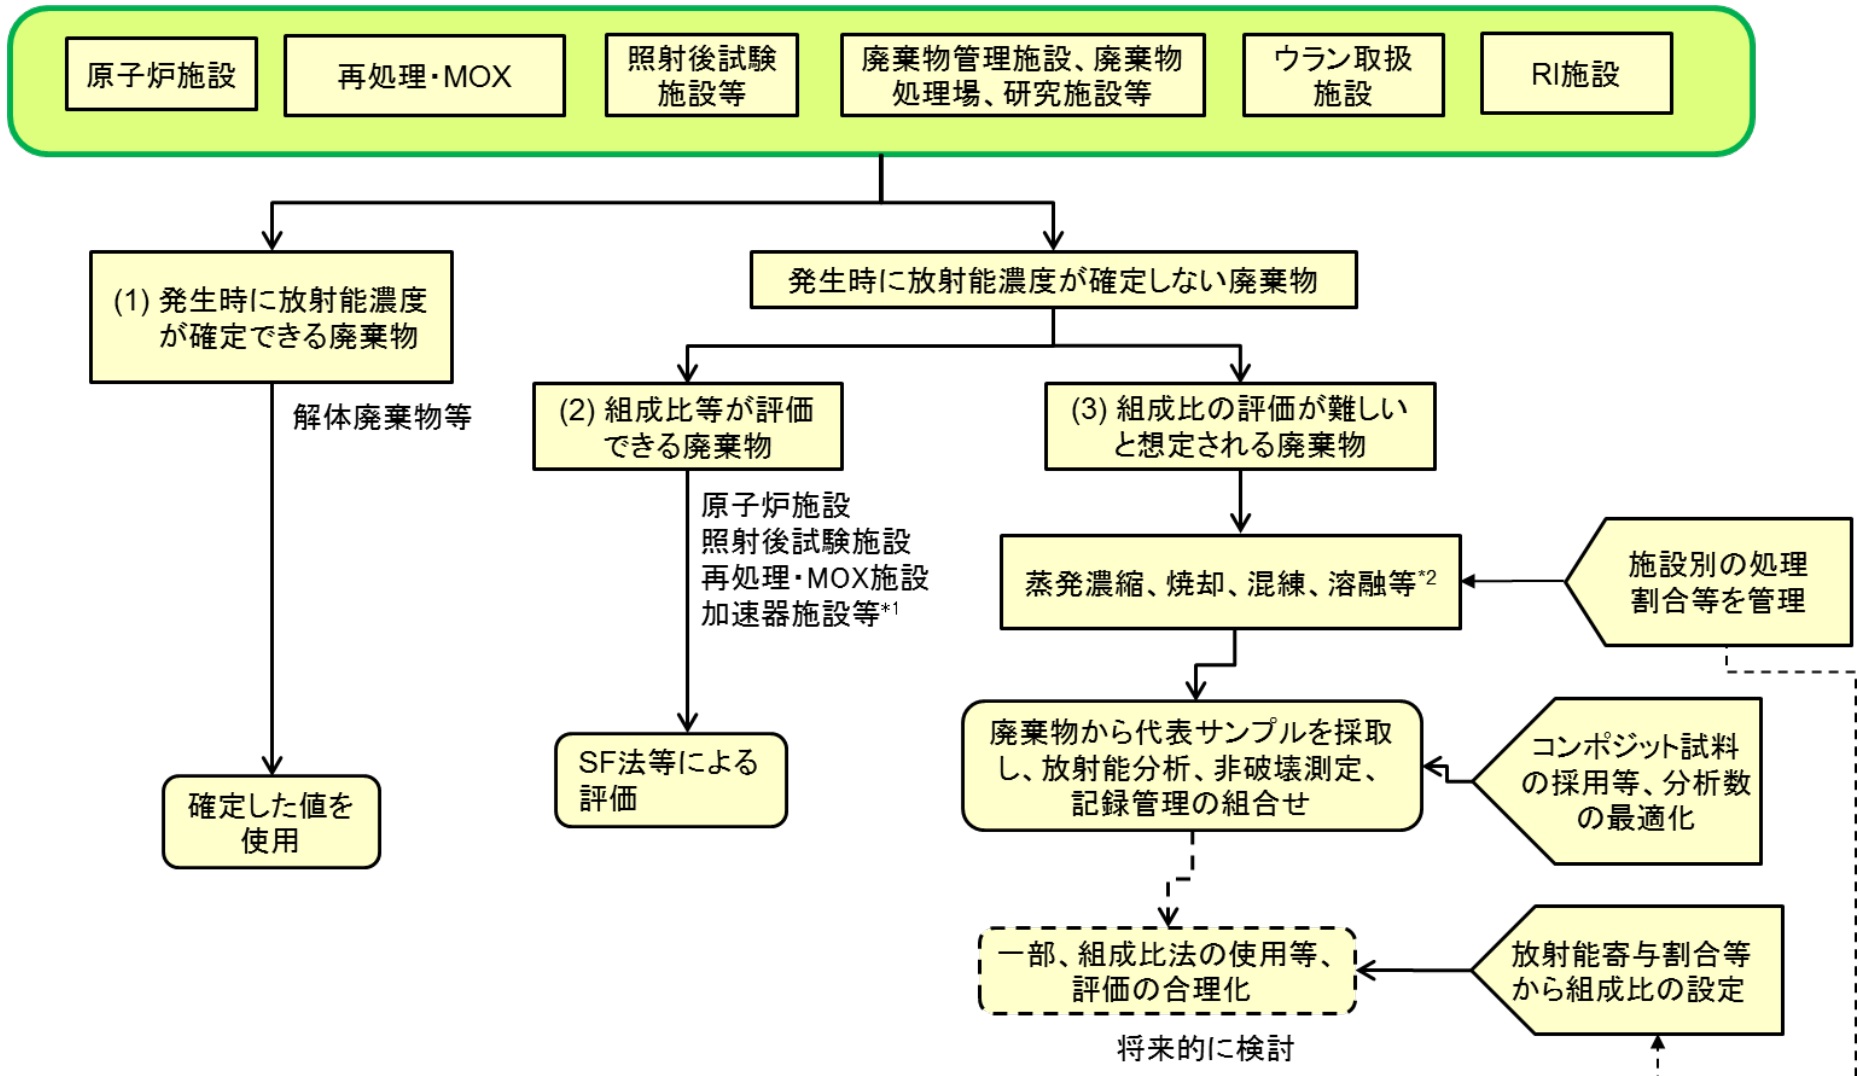 原子炉施設
再処理・MOX
照射後試験
施設等
廃棄物管理施設、廃棄物
処理場、研究施設等
ウラン取扱
施設
RI施設
(1) 発生時に放射能濃度
が確定できる廃棄物
発生時に放射能濃度が確定しない廃棄物
解体廃棄物等
(2) 組成比等が評価
できる廃棄物
(3) 組成比の評価が難しい
と想定される廃棄物
原子炉施設
照射後試験施設
再処理・MOX施設
加速器施設等*1
蒸発濃縮、焼却、混練、溶融等*2
施設別の処理
割合等を管理
確定した値を
使用
SF法等による
評価
廃棄物から代表サンプルを採取
し、放射能分析、非破壊測定、
記録管理の組合せ
コンポジット試料
の採用等、分析数
の最適化
一部、組成比法の使用等、
評価の合理化
放射能寄与割合等
から組成比の設定
将来的に検討